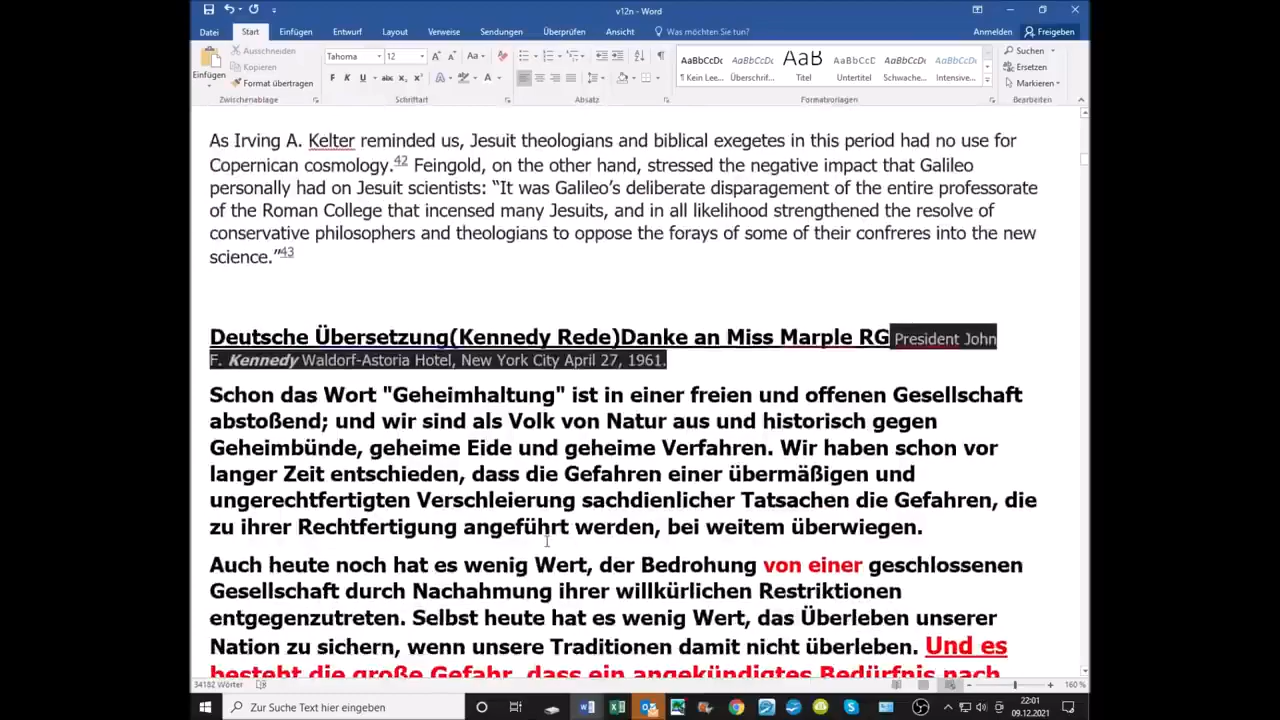 v12n - Word
Datei Start Einfügen Entwurf Layout Verweise Sendungen Überprüfen Ansicht Was möchten Sie tun? Anmelden Freigeben
Einfügen
Ausschneiden
Kopieren
Format übertragen
Zwischenablage
Tahoma 12
F K U abc x₂ x²
Schriftart
Absatz
AaBbCcDc AaBbCcDc AaB AaBbCcD AaBbCcDc AaBbCcDc
¶ Kein Lee... Überschrif... Titel Untertitel Schwache... Intensive...
Formatvorlagen
Suchen
Ersetzen
Markieren
Bearbeiten
As Irving A. Kelter reminded us, Jesuit theologians and biblical exegetes in this period had no use for
Copernican cosmology.42 Feingold, on the other hand, stressed the negative impact that Galileo
personally had on Jesuit scientists: “It was Galileo’s deliberate disparagement of the entire professorate
of the Roman College that incensed many Jesuits, and in all likelihood strengthened the resolve of
conservative philosophers and theologians to oppose the forays of some of their confreres into the new
science.”43
Deutsche Übersetzung(Kennedy Rede)Danke an Miss Marple RG President John
F. Kennedy Waldorf-Astoria Hotel, New York City April 27, 1961.
Schon das Wort "Geheimhaltung" ist in einer freien und offenen Gesellschaft
abstoßend; und wir sind als Volk von Natur aus und historisch gegen
Geheimbünde, geheime Eide und geheime Verfahren. Wir haben schon vor
langer Zeit entschieden, dass die Gefahren einer übermäßigen und
ungerechtfertigten Verschleierung sachdienlicher Tatsachen die Gefahren, die
zu ihrer Rechtfertigung angeführt werden, bei weitem überwiegen.
Auch heute noch hat es wenig Wert, der Bedrohung von einer geschlossenen
Gesellschaft durch Nachahmung ihrer willkürlichen Restriktionen
entgegenzutreten. Selbst heute hat es wenig Wert, das Überleben unserer
Nation zu sichern, wenn unsere Traditionen damit nicht überleben. Und es
besteht die große Gefahr, dass ein angekündigtes Bedürfnis nach
34182 Wörter
160 %
Zur Suche Text hier eingeben
22:01
09.12.2021